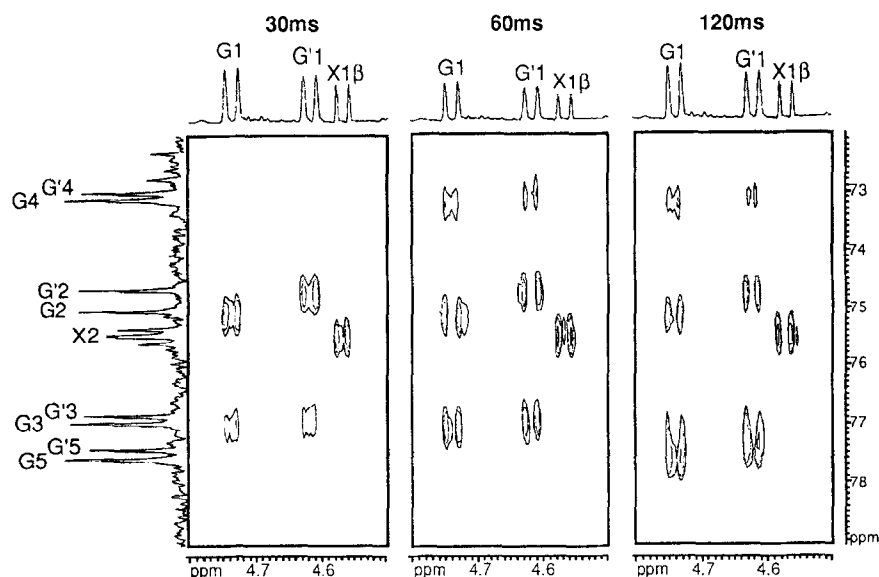 30ms
60ms
120ms
G1
G'1
X1β
G1
G'1
X1β
G1
G'1
X1β
G'4
G4
G'2
G2
X2
G'3
G3
G'5
G5
73
74
75
76
77
78
ppm
ppm 4.7 4.6
ppm 4.7 4.6
ppm 4.7 4.6